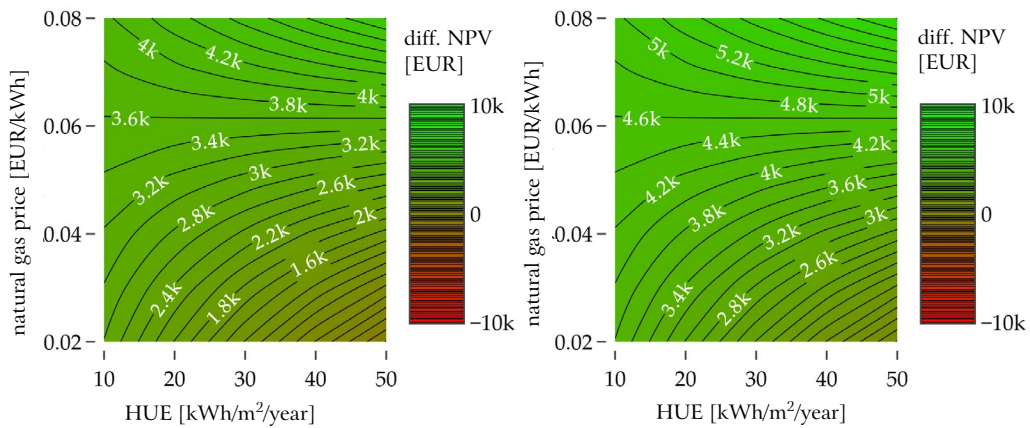 0.08
0.06
0.04
0.02
natural gas price [EUR/kWh]
4k
4.2k
4k
3.8k
3.6k
3.4k
3.2k
3k
3.2k
2.6k
2.8k
2k
2.2k
1.6k
2.4k
1.8k
10 20 30 40 50
HUE [kWh/m²/year]
diff. NPV
[EUR]
10k
0
−10k
0.08
0.06
0.04
0.02
natural gas price [EUR/kWh]
5k
5.2k
5k
4.8k
4.6k
4.4k
4.2k
4k
4.2k
3.6k
3.8k
3k
3.2k
2.6k
3.4k
2.8k
10 20 30 40 50
HUE [kWh/m²/year]
diff. NPV
[EUR]
10k
0
−10k